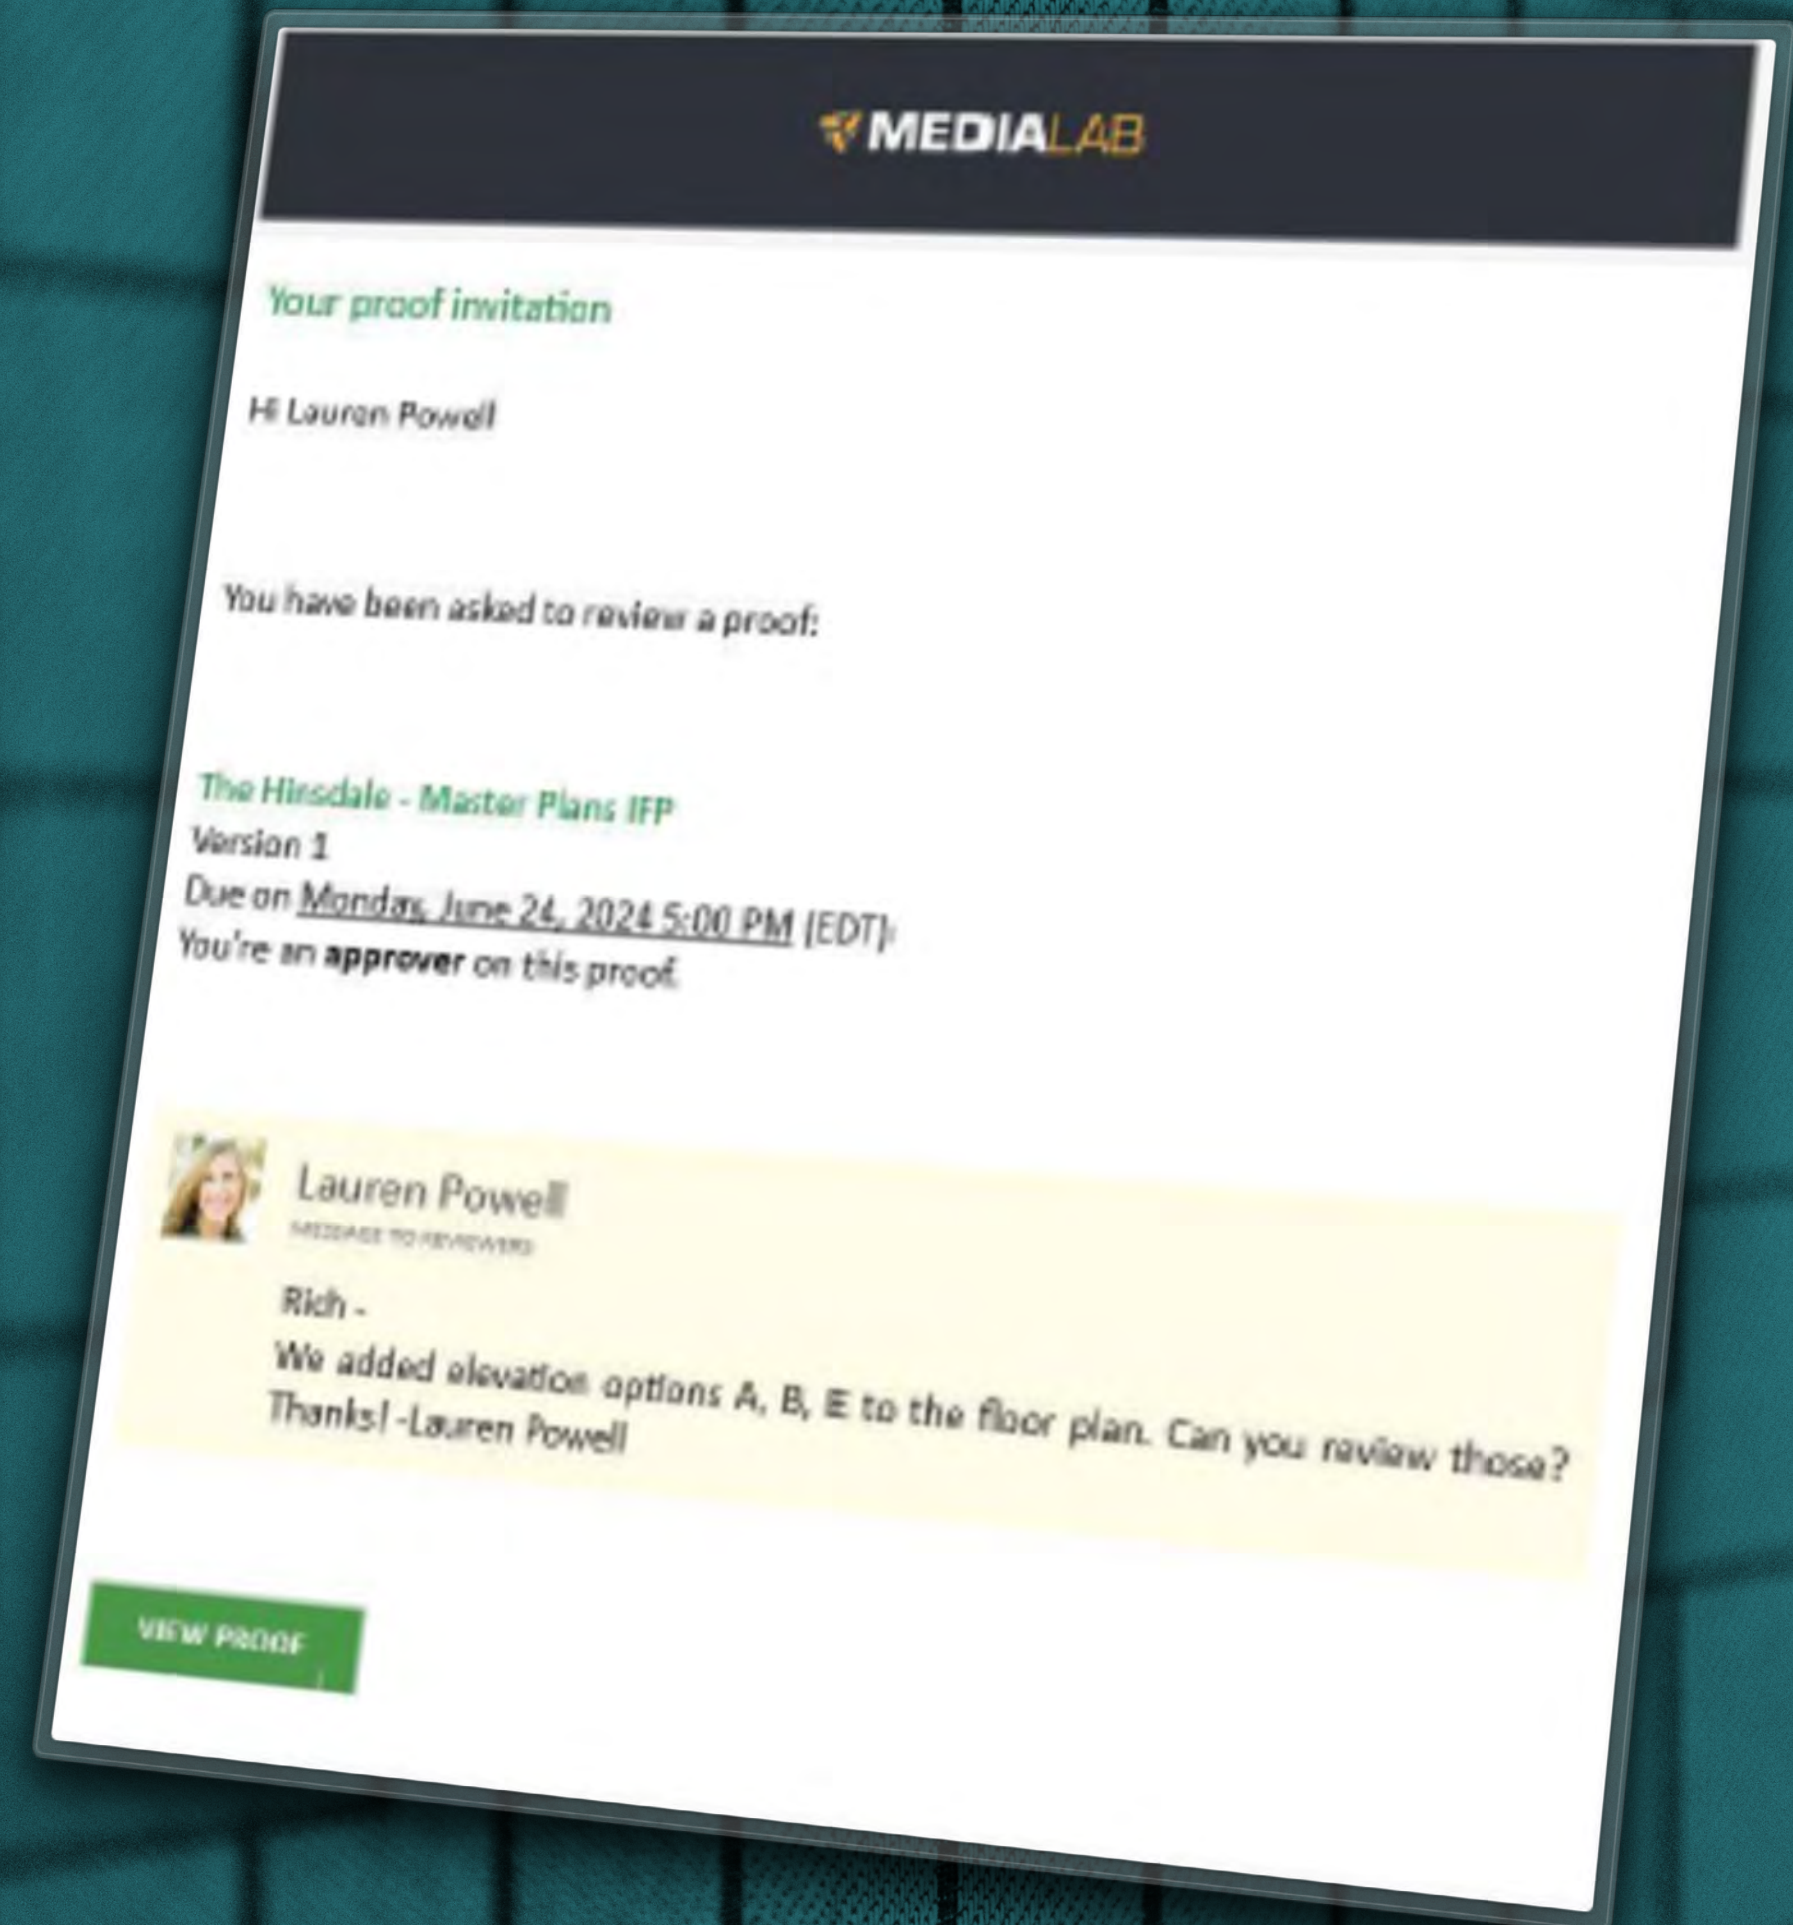 MEDIALAB
Your proof invitation
Hi Lauren Powell
You have been asked to review a proof:
The Hinsdale - Master Plans IFP
Version 1
Due on Monday, June 24, 2024 5:00 PM (EDT):
You're an approver on this proof.
Lauren Powell
MESSAGE TO REVIEWERS
Rich -
We added elevation options A, B, E to the floor plan. Can you review those?
Thanks! -Lauren Powell
VIEW PROOF